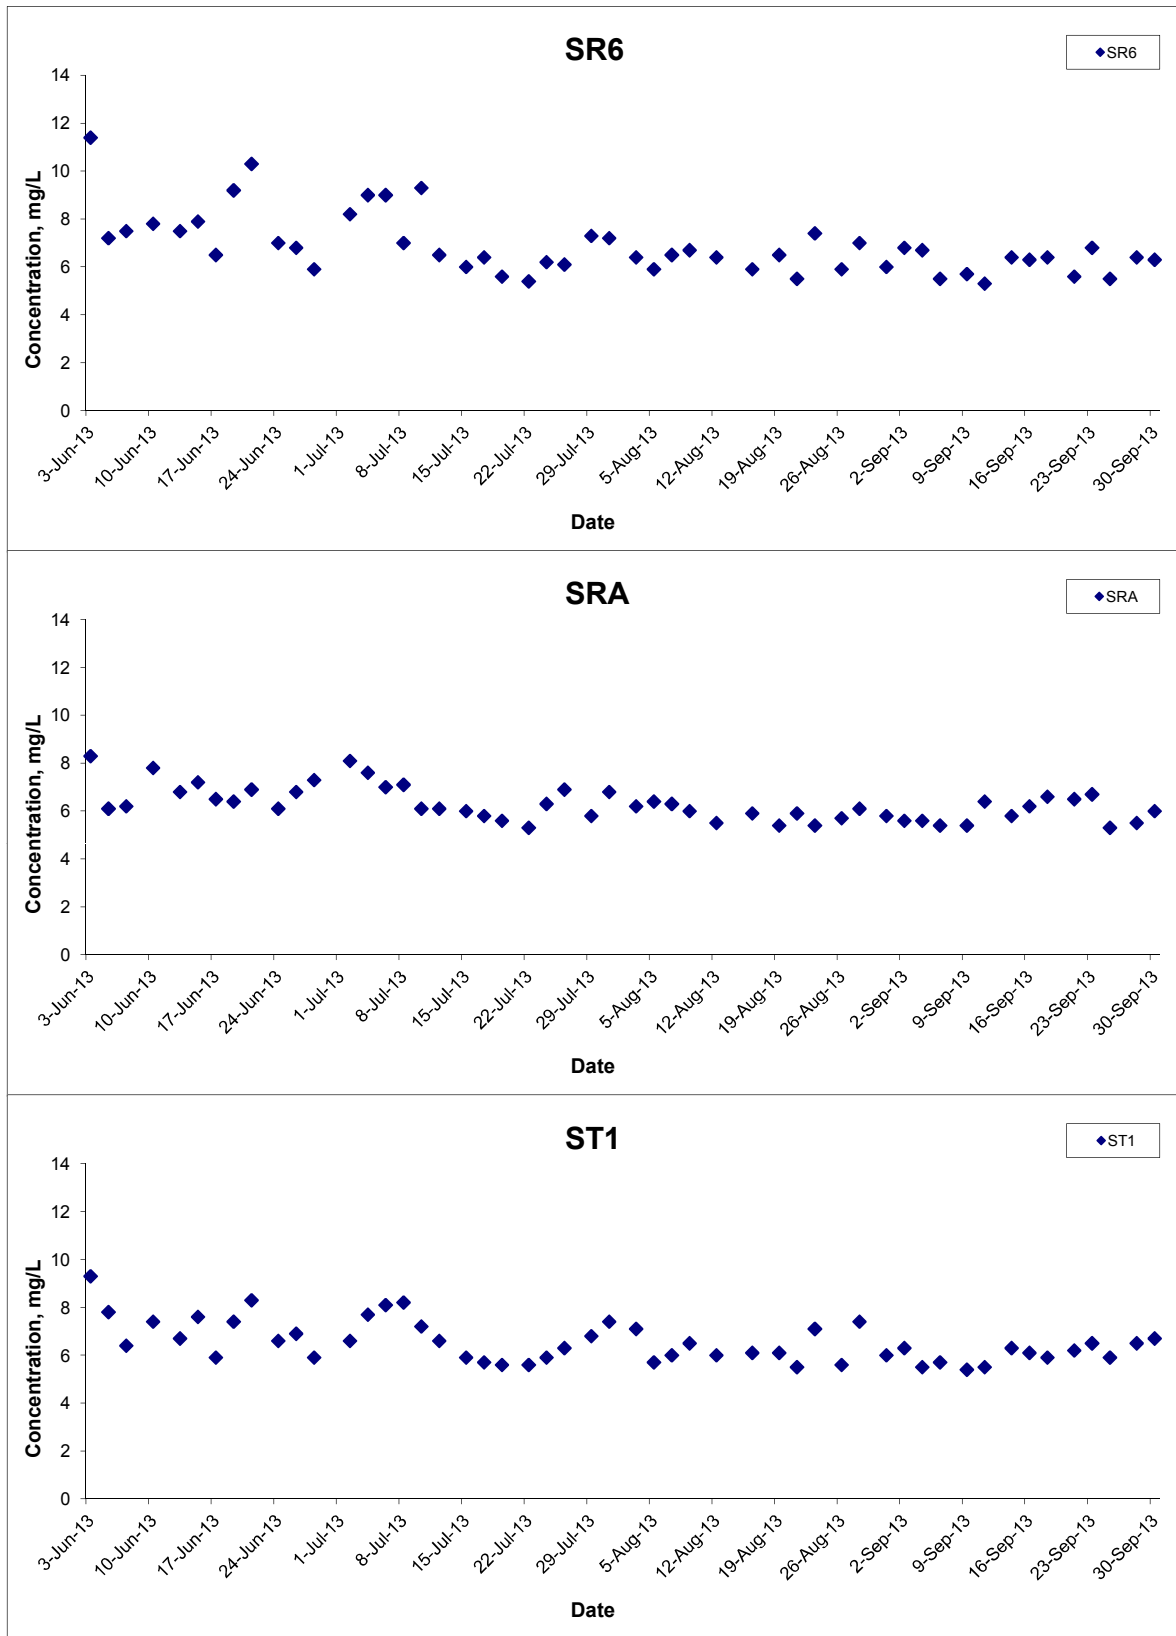 SR6
SR6
14
12
10
8
6
4
2
0
Concentration, mg/L
3-Jun-13
10-Jun-13
17-Jun-13
24-Jun-13
1-Jul-13
8-Jul-13
15-Jul-13
22-Jul-13
29-Jul-13
5-Aug-13
12-Aug-13
19-Aug-13
26-Aug-13
2-Sep-13
9-Sep-13
16-Sep-13
23-Sep-13
30-Sep-13
Date
SRA
SRA
14
12
10
8
6
4
2
0
Concentration, mg/L
3-Jun-13
10-Jun-13
17-Jun-13
24-Jun-13
1-Jul-13
8-Jul-13
15-Jul-13
22-Jul-13
29-Jul-13
5-Aug-13
12-Aug-13
19-Aug-13
26-Aug-13
2-Sep-13
9-Sep-13
16-Sep-13
23-Sep-13
30-Sep-13
Date
ST1
ST1
14
12
10
8
6
4
2
0
Concentration, mg/L
3-Jun-13
10-Jun-13
17-Jun-13
24-Jun-13
1-Jul-13
8-Jul-13
15-Jul-13
22-Jul-13
29-Jul-13
5-Aug-13
12-Aug-13
19-Aug-13
26-Aug-13
2-Sep-13
9-Sep-13
16-Sep-13
23-Sep-13
30-Sep-13
Date